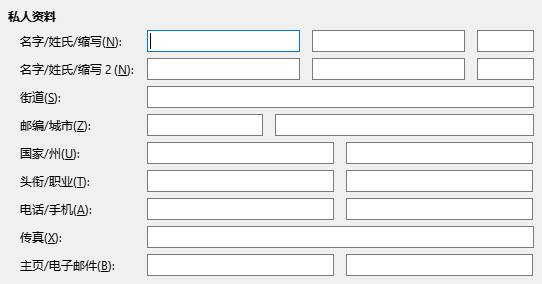 私人资料
名字/姓氏/缩写(N):
名字/姓氏/缩写 2 (N):
街道(S):
邮编/城市(Z):
国家/州(U):
头衔/职业(T):
电话/手机(A):
传真(X):
主页/电子邮件(B):